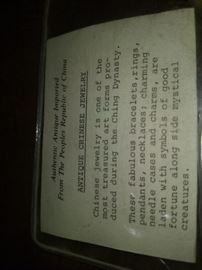 Authentic Antique Imported
From The Peoples Republic of China
ANTIQUE CHINESE JEWELRY
Chinese jewelry is one of the
most treasured art forms pro-
duced during the Ching Dynasty.
These fabulous bracelets,rings,
pendants, necklaces; charming
needle cases and charms, are
laden with symbols of good
fortune along side mystical
creatures.